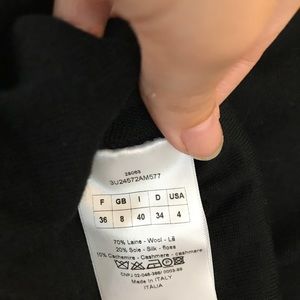 3U24572AM577
F GB I D USA
36 8 40 34 4
70% Laine - Wool - Lã
20% Soie - Silk - floss
10% Cachemire - Cashmere - cashmere
Made In ITALY
ITALIA